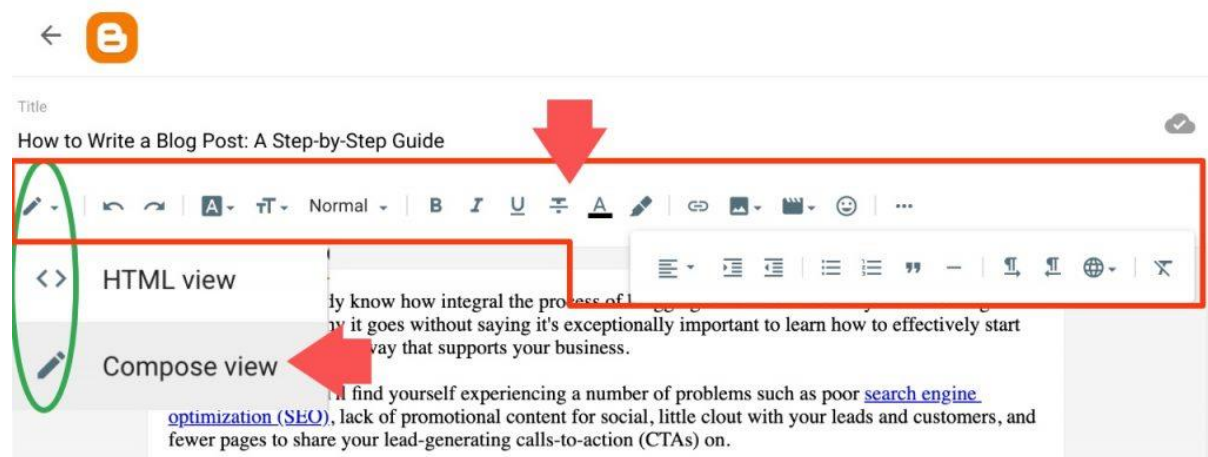 Title
How to Write a Blog Post: A Step-by-Step Guide
Normal
HTML view
Compose view
know how integral the process of
it goes without saying it's exceptionally important to learn how to effectively start
way that supports your business.
find yourself experiencing a number of problems such as poor search engine
optimization (SEO), lack of promotional content for social, little clout with your leads and customers, and
fewer pages to share your lead-generating calls-to-action (CTAs) on.